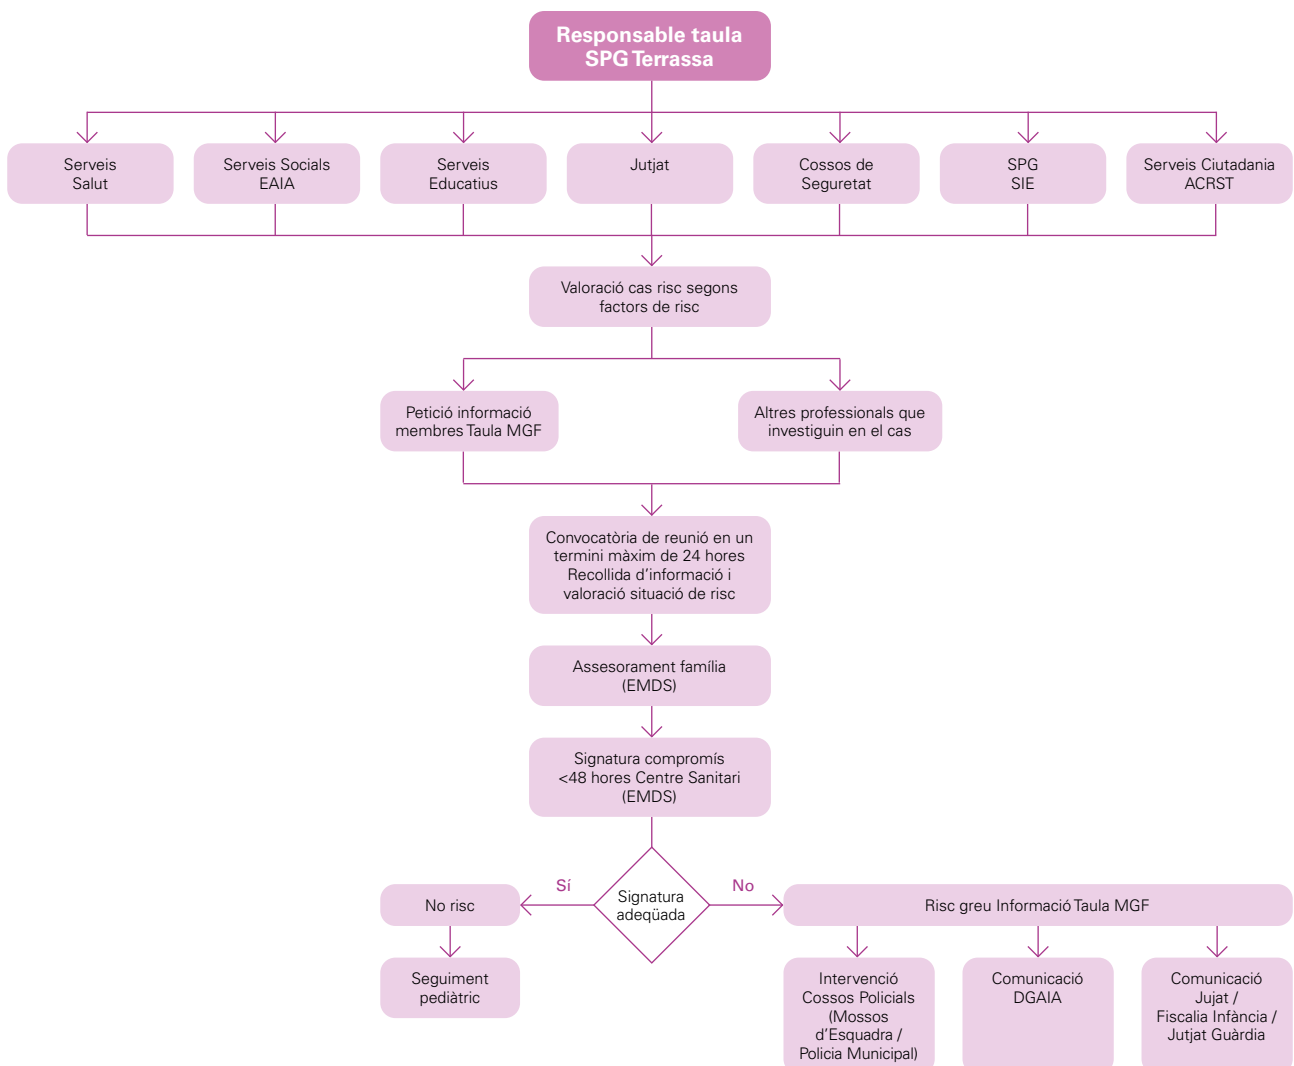 Responsable taula
SPG Terrassa
Serveis
Salut
Serveis Socials
EAIA
Serveis
Educatius
Jutjat
Cossos de
Seguretat
SPG
SIE
Serveis Ciutadania
ACRST
Valoració cas risc segons
factors de risc
Petició informació
membres Taula MGF
Altres professionals que
investiguin en el cas
Convocatòria de reunió en un
termini màxim de 24 hores
Recollida d’informació i
valoració situació de risc
Assesorament família
(EMDS)
Signatura compromís
<48 hores Centre Sanitari
(EMDS)
Signatura
adeqüada
Sí
No
No risc
Seguiment
pediàtric
Risc greu Informació Taula MGF
Intervenció
Cossos Policials
(Mossos
d’Esquadra /
Policia Municipal)
Comunicació
DGAIA
Comunicació
Jujat /
Fiscalia Infància /
Jutjat Guàrdia